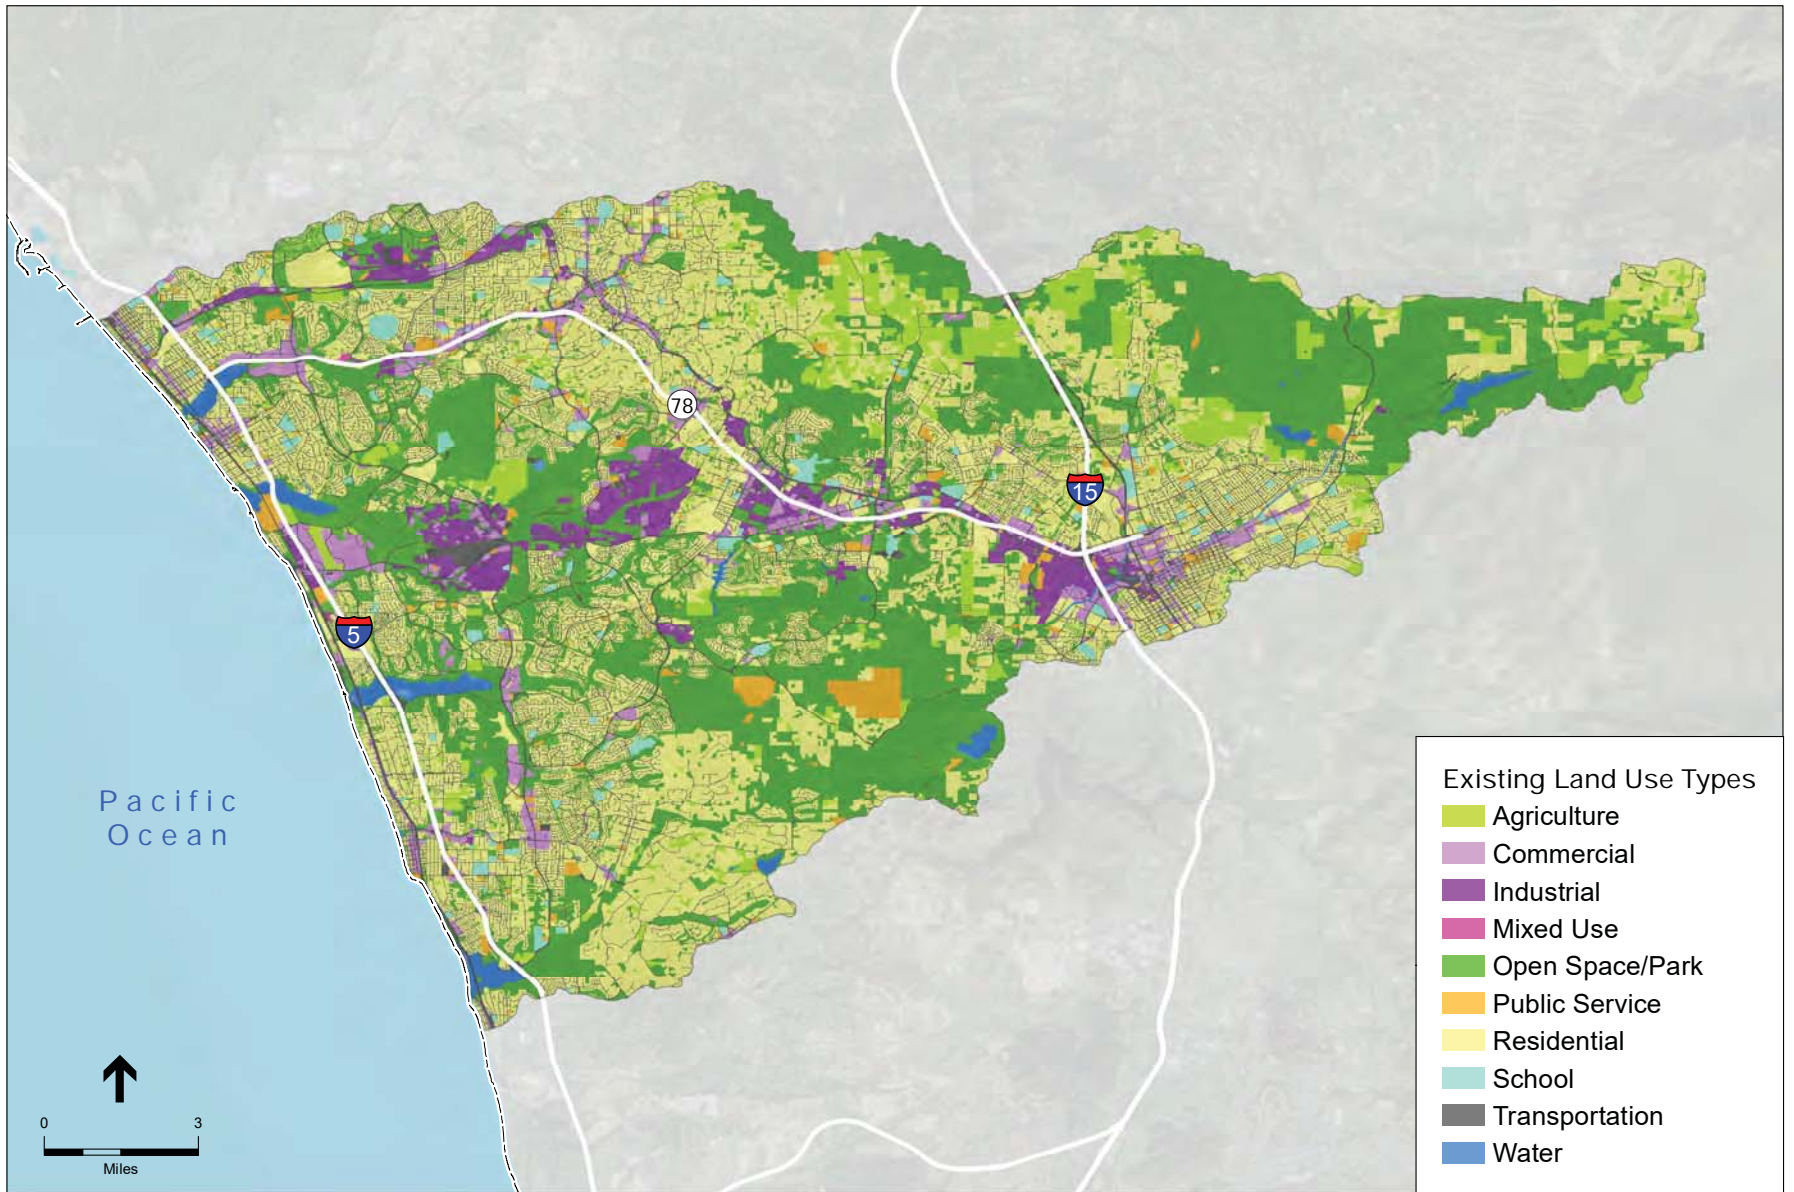 78
15
5
Pacific
Ocean
0 3
Miles
Existing Land Use Types
Agriculture
Commercial
Industrial
Mixed Use
Open Space/Park
Public Service
Residential
School
Transportation
Water